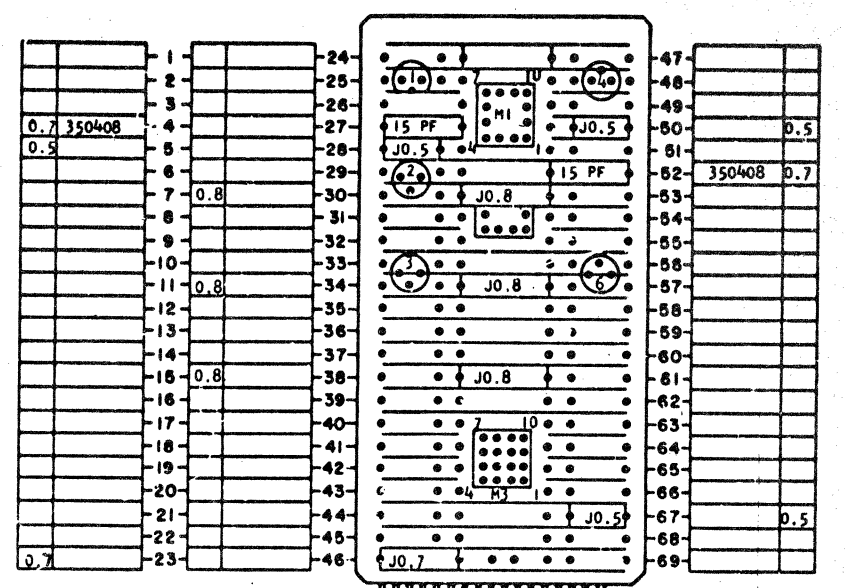 1 24 47
2 25 1 7 10 4 48
3 26 M1 49
0.7 350408 4 27 15 PF J0.5 50 0.5
0.5 5 28 J0.5 4 1 51
6 29 2 15 PF 52 350408 0.7
7 0.8 30 J0.8 53
8 31 54
9 32 55
10 33 3 56
11 0.8 34 J0.8 6 57
12 35 58
13 36 59
14 37 60
15 0.8 38 J0.8 61
16 39 62
17 40 7 10 63
18 41 64
19 42 65
20 43 4 M3 1 66
21 44 J0.5 67 0.5
22 45 68
0.7 23 46 J0.7 69